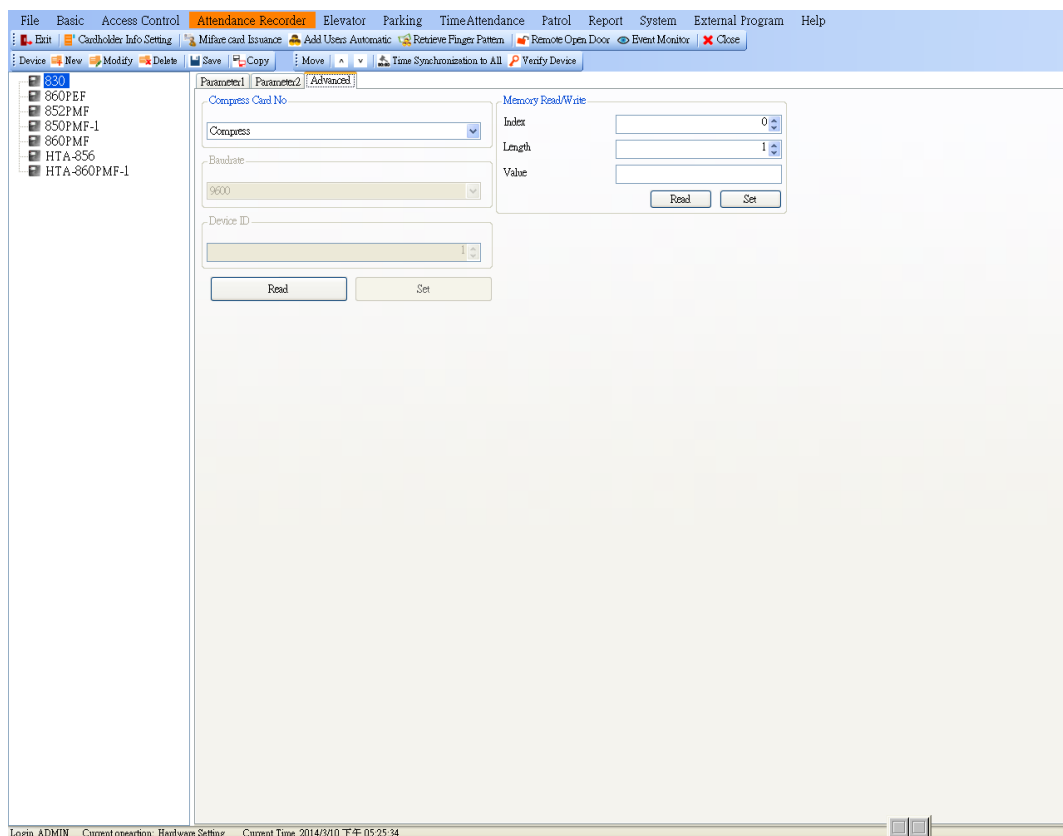 File Basic Access Control Attendance Recorder Elevator Parking TimeAttendance Patrol Report System External Program Help
Exit Cardholder Info Setting Mifare card Issuance Add Users Automatic Retrieve Finger Pattern Remote Open Door Event Monitor Close
Device New Modify Delete Save Copy Move Time Synchronization to All Verify Device
830
860PEF
852PMF
850PMF-1
860PMF
HTA-856
HTA-860PMF-1
Parameter1 Parameter2 Advanced
Compress Card No
Compress
Baudrate
9600
Device ID
1
Read Set
Memory Read/Write
Index 0
Length 1
Value
Read Set
Login ADMIN Current opeartion: Hardware Setting Current Time 2014/3/10 下午 05:25:34